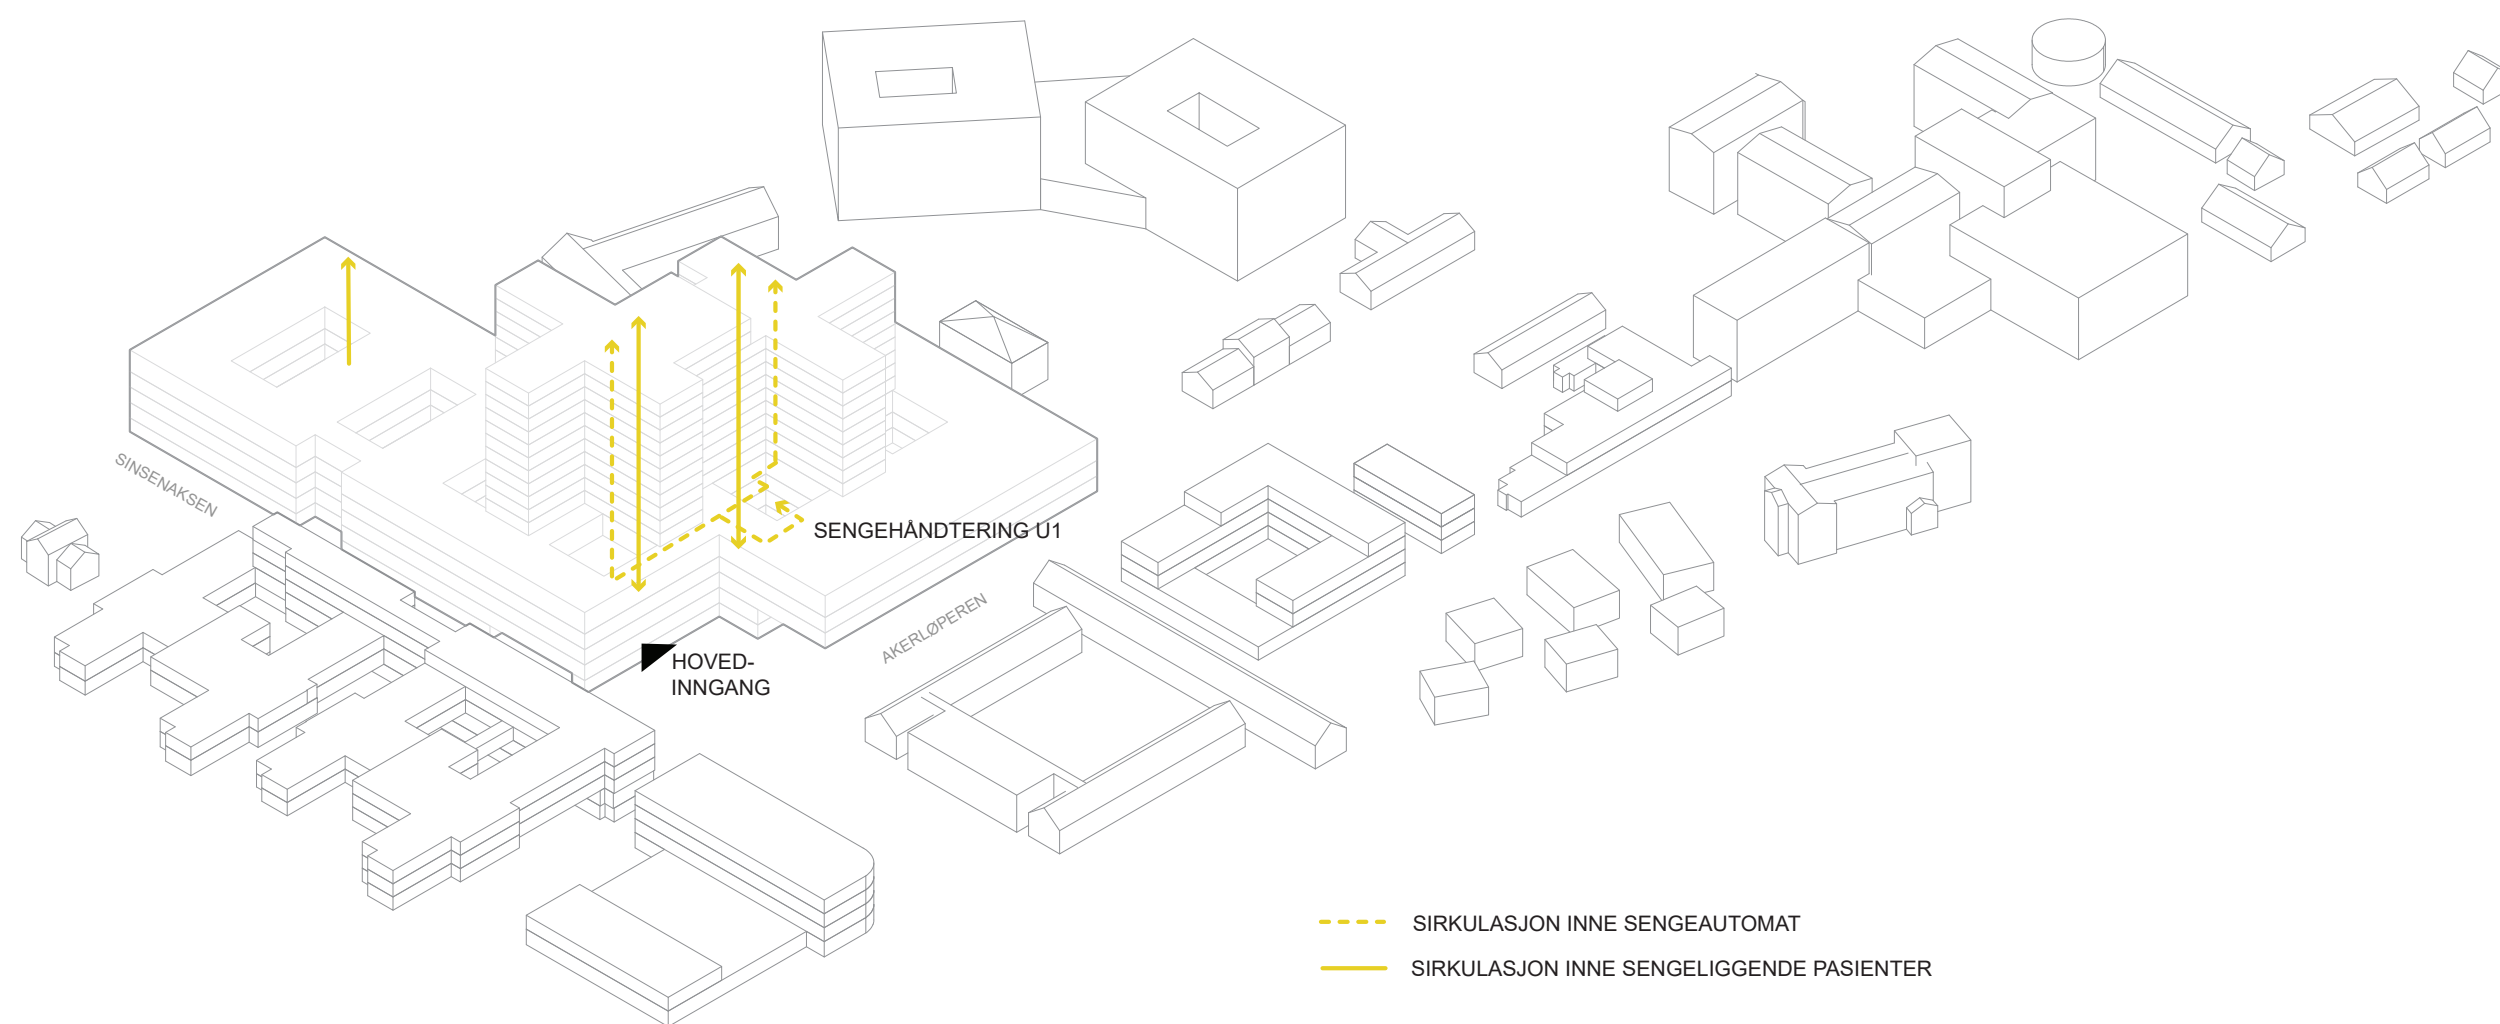 SINSENAKSEN
SENGEHÅNDTERING U1
AKERLØPEREN
HOVED-
INNGANG
SIRKULASJON INNE SENGEAUTOMAT
SIRKULASJON INNE SENGELIGGENDE PASIENTER